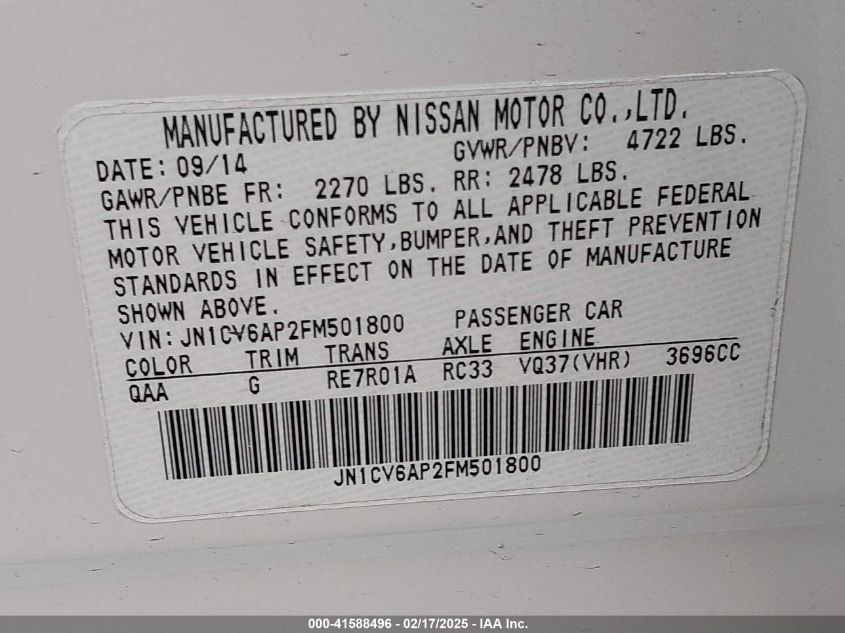 MANUFACTURED BY NISSAN MOTOR CO.,LTD.
DATE: 09/14 GVWR/PNBV: 4722 LBS.
GAWR/PNBE FR: 2270 LBS. RR: 2478 LBS.
THIS VEHICLE CONFORMS TO ALL APPLICABLE FEDERAL
MOTOR VEHICLE SAFETY,BUMPER,AND THEFT PREVENTION
STANDARDS IN EFFECT ON THE DATE OF MANUFACTURE
SHOWN ABOVE.
VIN: JN1CV6AP2FM501800 PASSENGER CAR
COLOR TRIM TRANS AXLE ENGINE
QAA G RE7R01A RC33 VQ37(VHR) 3696CC
JN1CV6AP2FM501800
000-41588496 - 02/17/2025 - IAA Inc.